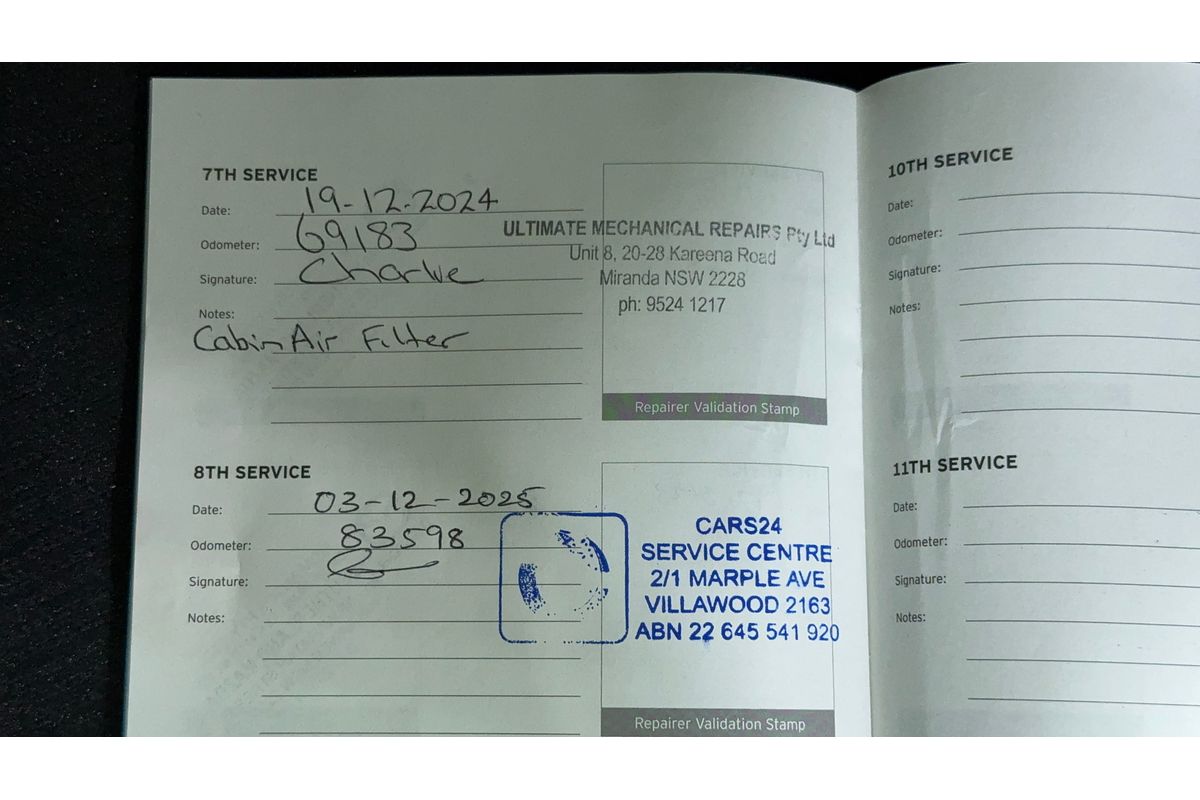 7TH SERVICE
Date: 19-12-2024
Odometer: 69183
Signature: Charlie
Notes:
Cabin Air Filter
ULTIMATE MECHANICAL REPAIRS Pty Ltd
Unit 8, 20-28 Kareena Road
Miranda NSW 2228
ph: 9524 1217
Repairer Validation Stamp
8TH SERVICE
Date: 03-12-2025
Odometer: 83598
Signature:
Notes:
CARS24
SERVICE CENTRE
2/1 MARPLE AVE
VILLAWOOD 2163
ABN 22 645 541 920
Repairer Validation Stamp
10TH SERVICE
Date:
Odometer:
Signature:
Notes:
11TH SERVICE
Date:
Odometer:
Signature:
Notes: